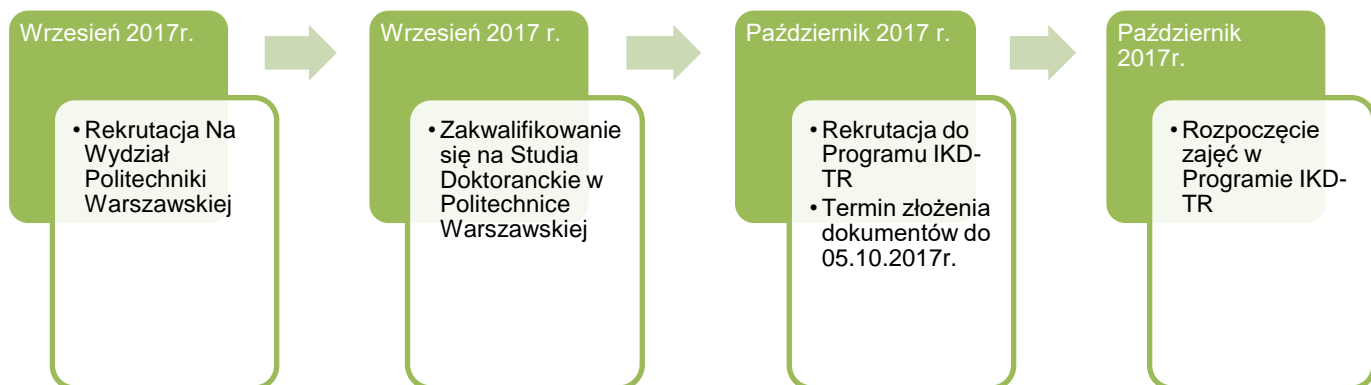 Wrzesień 2017r.
• Rekrutacja Na
Wydział
Politechniki
Warszawskiej
Wrzesień 2017 r.
• Zakwalifikowanie
się na Studia
Doktoranckie w
Politechnice
Warszawskiej
Październik 2017 r.
• Rekrutacja do
Programu IKD-
TR
• Termin złożenia
dokumentów do
05.10.2017r.
Październik
2017r.
• Rozpoczęcie
zajęć w
Programie IKD-
TR